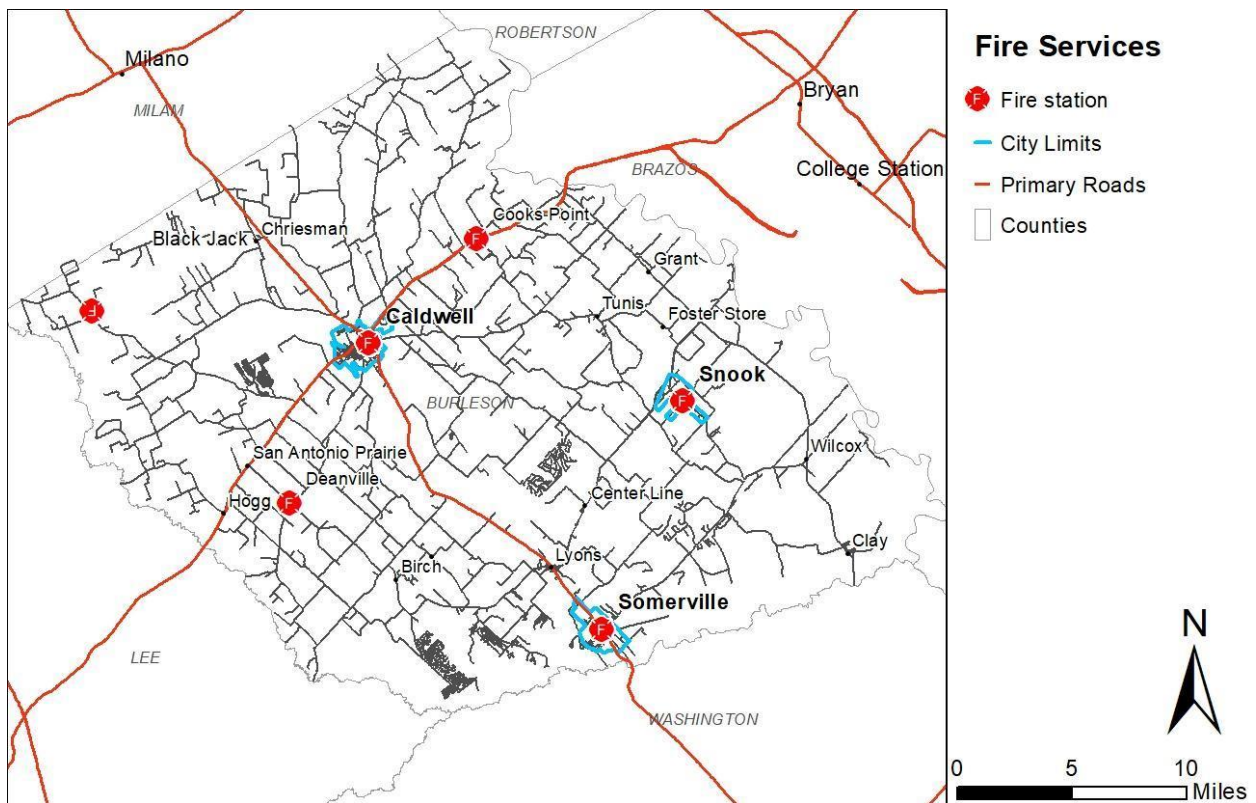 ROBERTSON
Milano
MILAM
Bryan
BRAZOS
College Station
Cooks Point
F
Chriesman
Black Jack
Grant
F
Tunis
Caldwell
Foster Store
F
Snook
F
BURLESON
San Antonio Prairie
Wilcox
Deanville
F
Hogg
Center Line
Clay
Lyons
Birch
Somerville
F
LEE
WASHINGTON
Fire Services
F Fire station
City Limits
Primary Roads
Counties
N
0 5 10
Miles